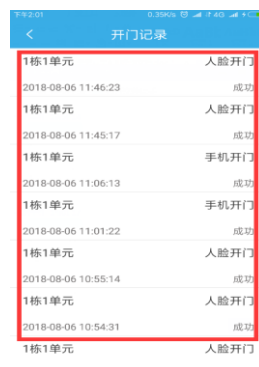 下午2:01 0.35K/s 4G
开门记录
1栋1单元 人脸开门
2018-08-06 11:46:23 成功
1栋1单元 人脸开门
2018-08-06 11:45:17 成功
1栋1单元 手机开门
2018-08-06 11:06:13 成功
1栋1单元 手机开门
2018-08-06 11:01:22 成功
1栋1单元 人脸开门
2018-08-06 10:55:14 成功
1栋1单元 人脸开门
2018-08-06 10:54:31 成功
1栋1单元 人脸开门